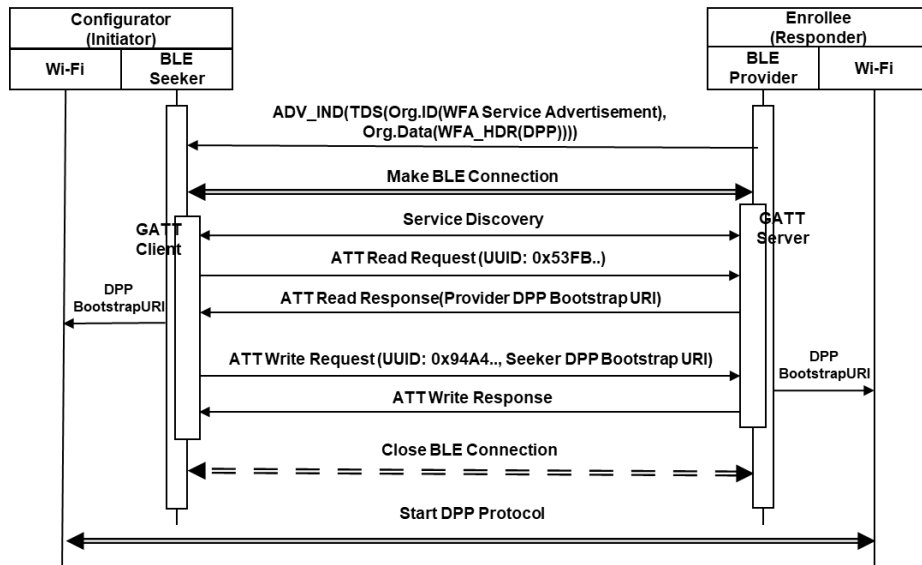 Configurator
(Initiator)
Enrollee
(Responder)
Wi-Fi
BLE
Seeker
BLE
Provider
Wi-Fi
ADV_IND(TDS(Org.ID(WFA Service Advertisement),
Org.Data(WFA_HDR(DPP))))
Make BLE Connection
GATT
Client
Service Discovery
GATT
Server
ATT Read Request (UUID: 0x53FB..)
DPP
BootstrapURI
ATT Read Response(Provider DPP Bootstrap URI)
ATT Write Request (UUID: 0x94A4.., Seeker DPP Bootstrap URI)
DPP
BootstrapURI
ATT Write Response
Close BLE Connection
Start DPP Protocol